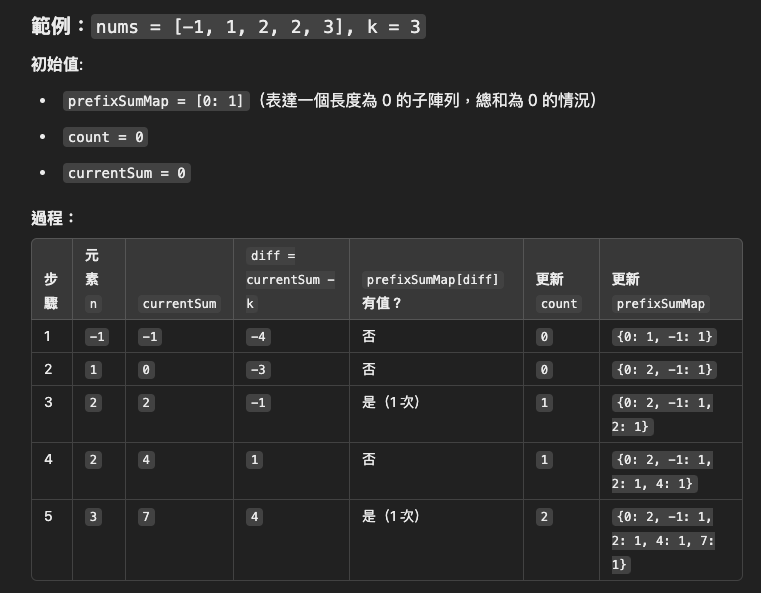 範例：nums = [-1, 1, 2, 2, 3], k = 3
初始值:
• prefixSumMap = [0: 1]（表達一個長度為 0 的子陣列，總和為 0 的情況）
• count = 0
• currentSum = 0
過程：
步驟 元素 n currentSum diff = currentSum - k prefixSumMap[diff] 有值？ 更新 count 更新 prefixSumMap
1 -1 -1 -4 否 0 {0: 1, -1: 1}
2 1 0 -3 否 0 {0: 2, -1: 1}
3 2 2 -1 是（1 次） 1 {0: 2, -1: 1, 2: 1}
4 2 4 1 否 1 {0: 2, -1: 1, 2: 1, 4: 1}
5 3 7 4 是（1 次） 2 {0: 2, -1: 1, 2: 1, 4: 1, 7: 1}